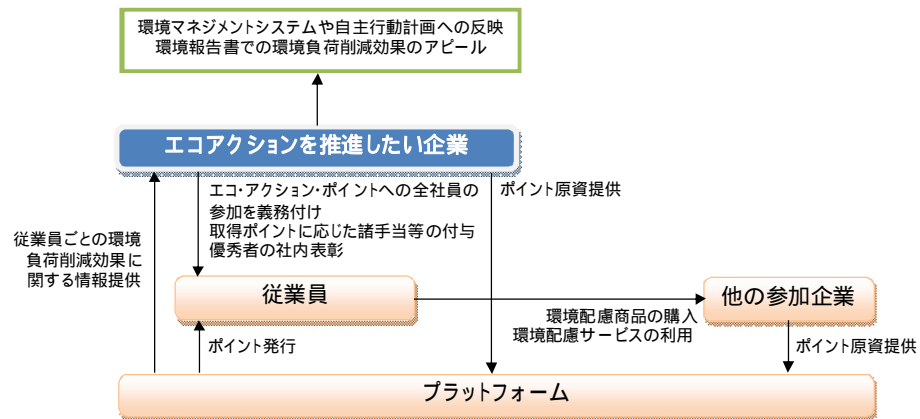 環境マネジメントシステムや自主行動計画への反映
環境報告書での環境負荷削減効果のアピール
エコアクションを推進したい企業
エコ・アクション・ポイントへの全社員の
参加を義務付け
取得ポイントに応じた諸手当等の付与
優秀者の社内表彰
ポイント原資提供
従業員ごとの環境
負荷削減効果に
関する情報提供
従業員
他の参加企業
環境配慮商品の購入
環境配慮サービスの利用
ポイント発行
ポイント原資提供
プラットフォーム